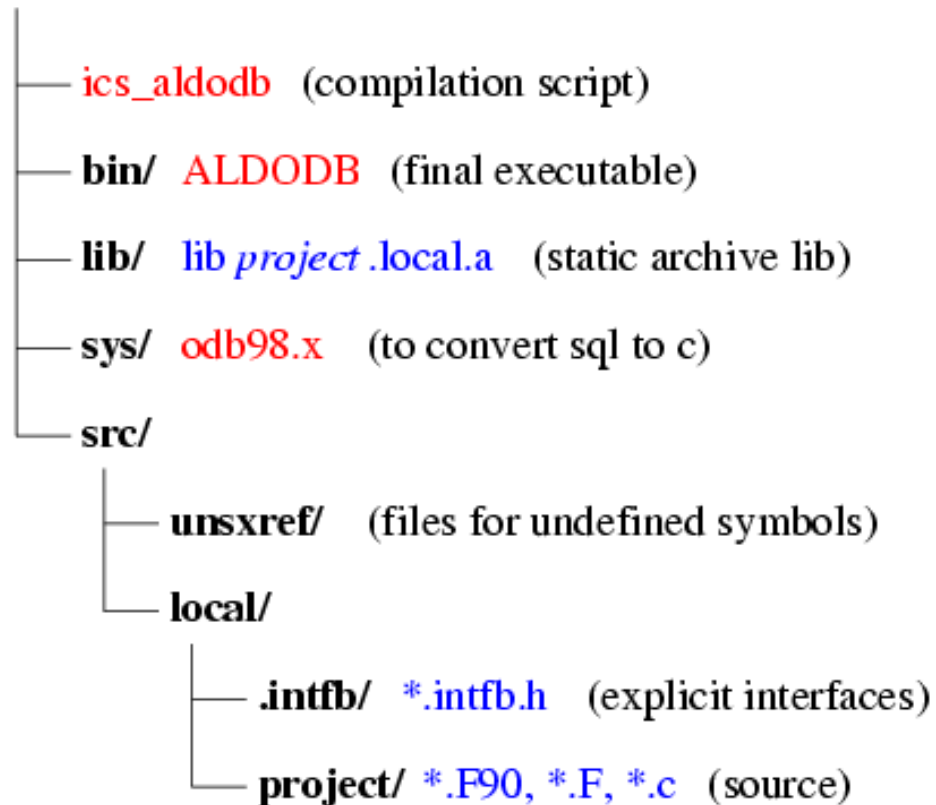 ics_aldodb (compilation script)
bin/ ALDODB (final executable)
lib/ lib project .local.a (static archive lib)
sys/ odb98.x (to convert sql to c)
src/
unsxref/ (files for undefined symbols)
local/
.intfb/ *.intfb.h (explicit interfaces)
project/ *.F90, *.F, *.c (source)